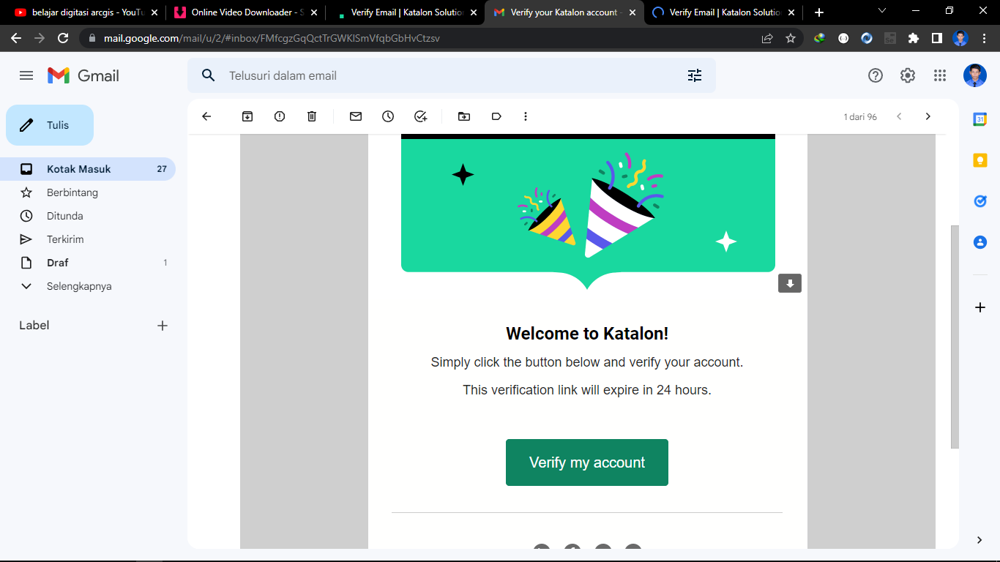 belajar digitasi arcgis - YouTu
Online Video Downloader - S
Verify Email | Katalon Solution
Verify your Katalon account -
Verify Email | Katalon Solution
mail.google.com/mail/u/2/#inbox/FMfcgzGqQctTrGWKlSmVfqbGbHvCtzsv
Gmail
Telusuri dalam email
Tulis
1 dari 96
Kotak Masuk 27
Berbintang
Ditunda
Terkirim
Draf 1
Selengkapnya
Label
31
Welcome to Katalon!
Simply click the button below and verify your account.
This verification link will expire in 24 hours.
Verify my account